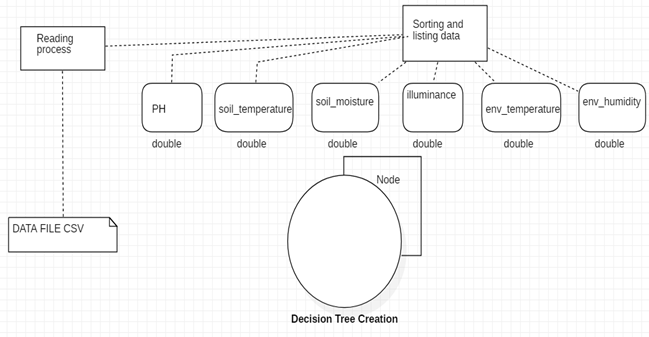 Sorting and
listing data
Reading
process
PH
soil_temperature
soil_moisture
illuminance
env_temperature
env_humidity
double
double
double
double
double
double
Node
DATA FILE CSV
Decision Tree Creation